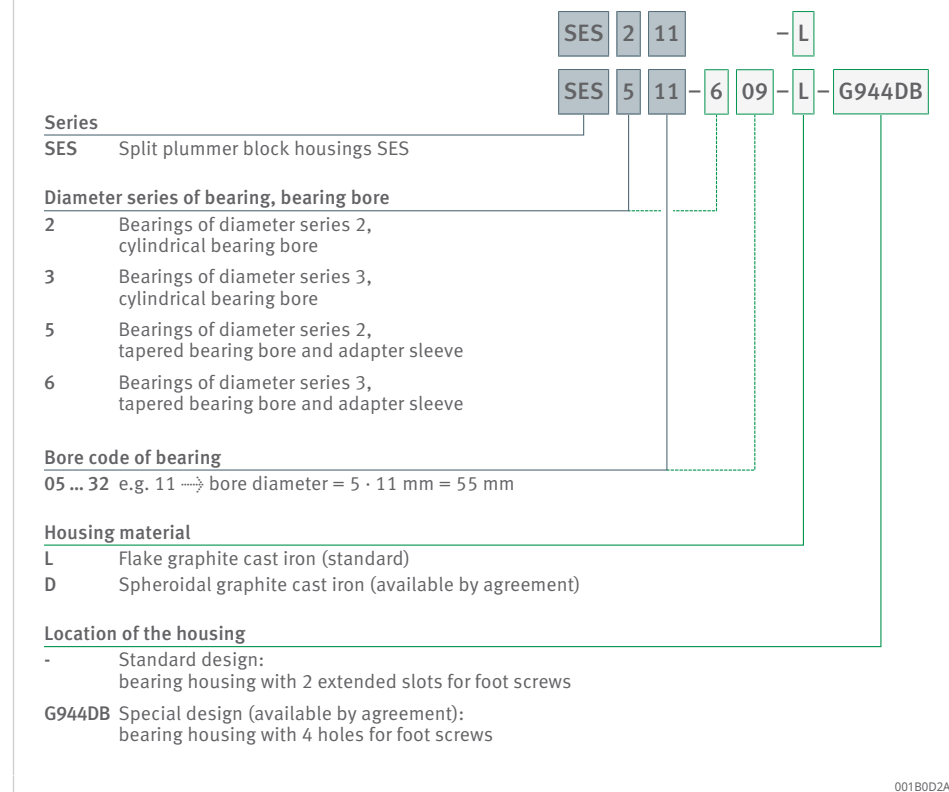 SES 2 11 – L
SES 5 11 – 6 09 – L – G944DB
Series
SES Split plummer block housings SES
Diameter series of bearing, bearing bore
2 Bearings of diameter series 2,
cylindrical bearing bore
3 Bearings of diameter series 3,
cylindrical bearing bore
5 Bearings of diameter series 2,
tapered bearing bore and adapter sleeve
6 Bearings of diameter series 3,
tapered bearing bore and adapter sleeve
Bore code of bearing
05 ... 32 e.g. 11 ⤑ bore diameter = 5 · 11 mm = 55 mm
Housing material
L Flake graphite cast iron (standard)
D Spheroidal graphite cast iron (available by agreement)
Location of the housing
- Standard design:
bearing housing with 2 extended slots for foot screws
G944DB Special design (available by agreement):
bearing housing with 4 holes for foot screws
001B0D2A